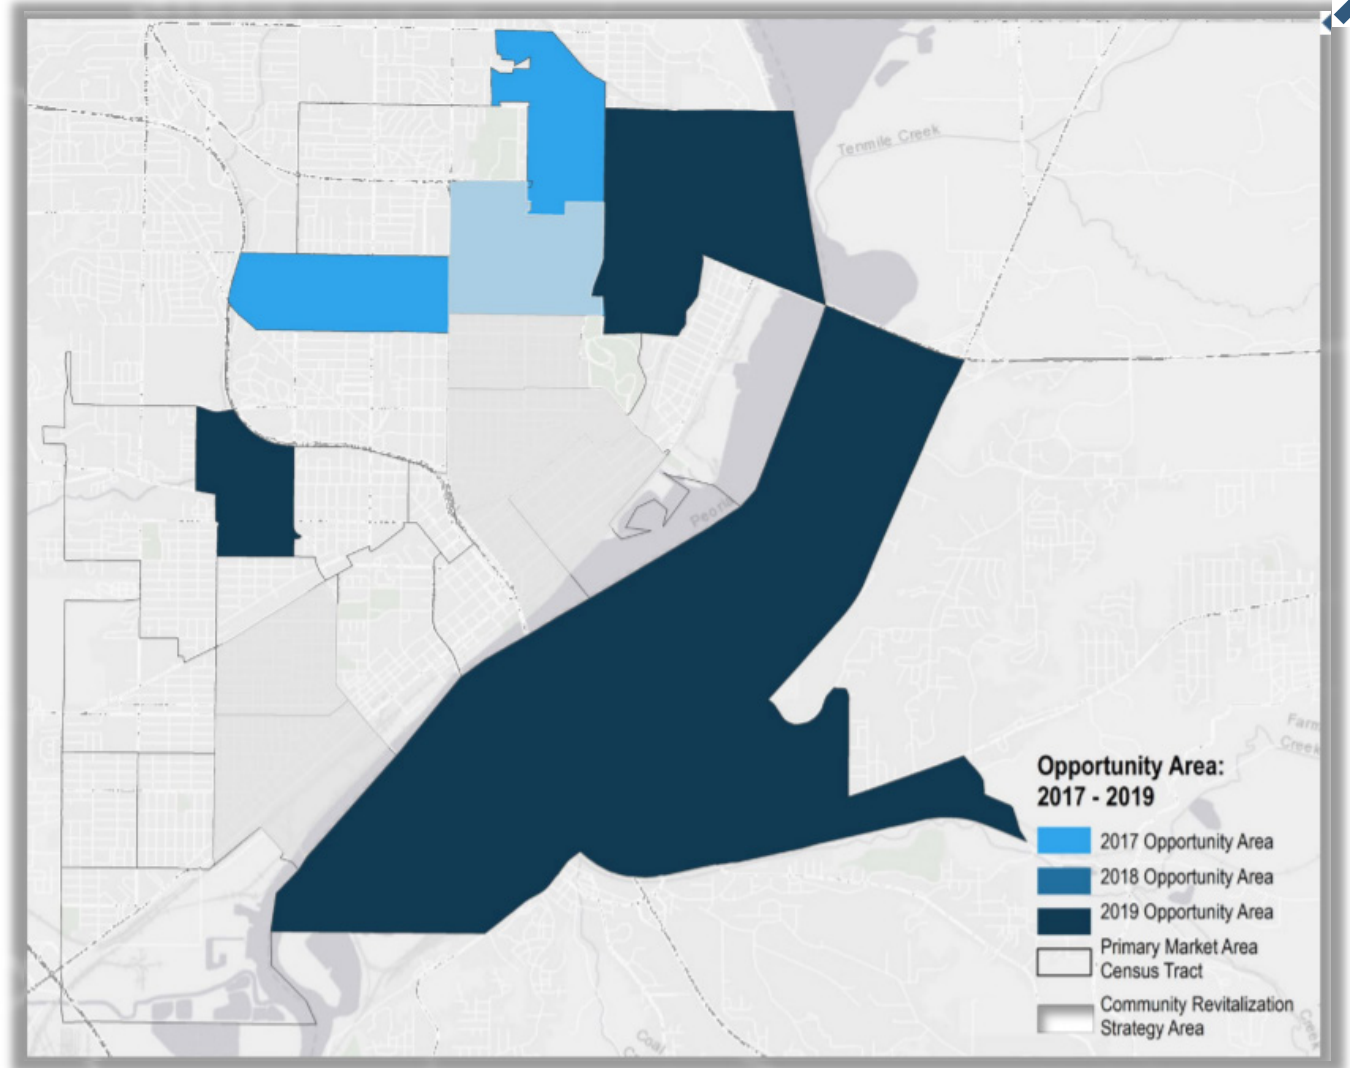 Tenmile Creek
Peoria
Opportunity Area:
2017 - 2019
2017 Opportunity Area
2018 Opportunity Area
2019 Opportunity Area
Primary Market Area
Census Tract
Community Revitalization
Strategy Area
Farm
Creek
Coal
Creek